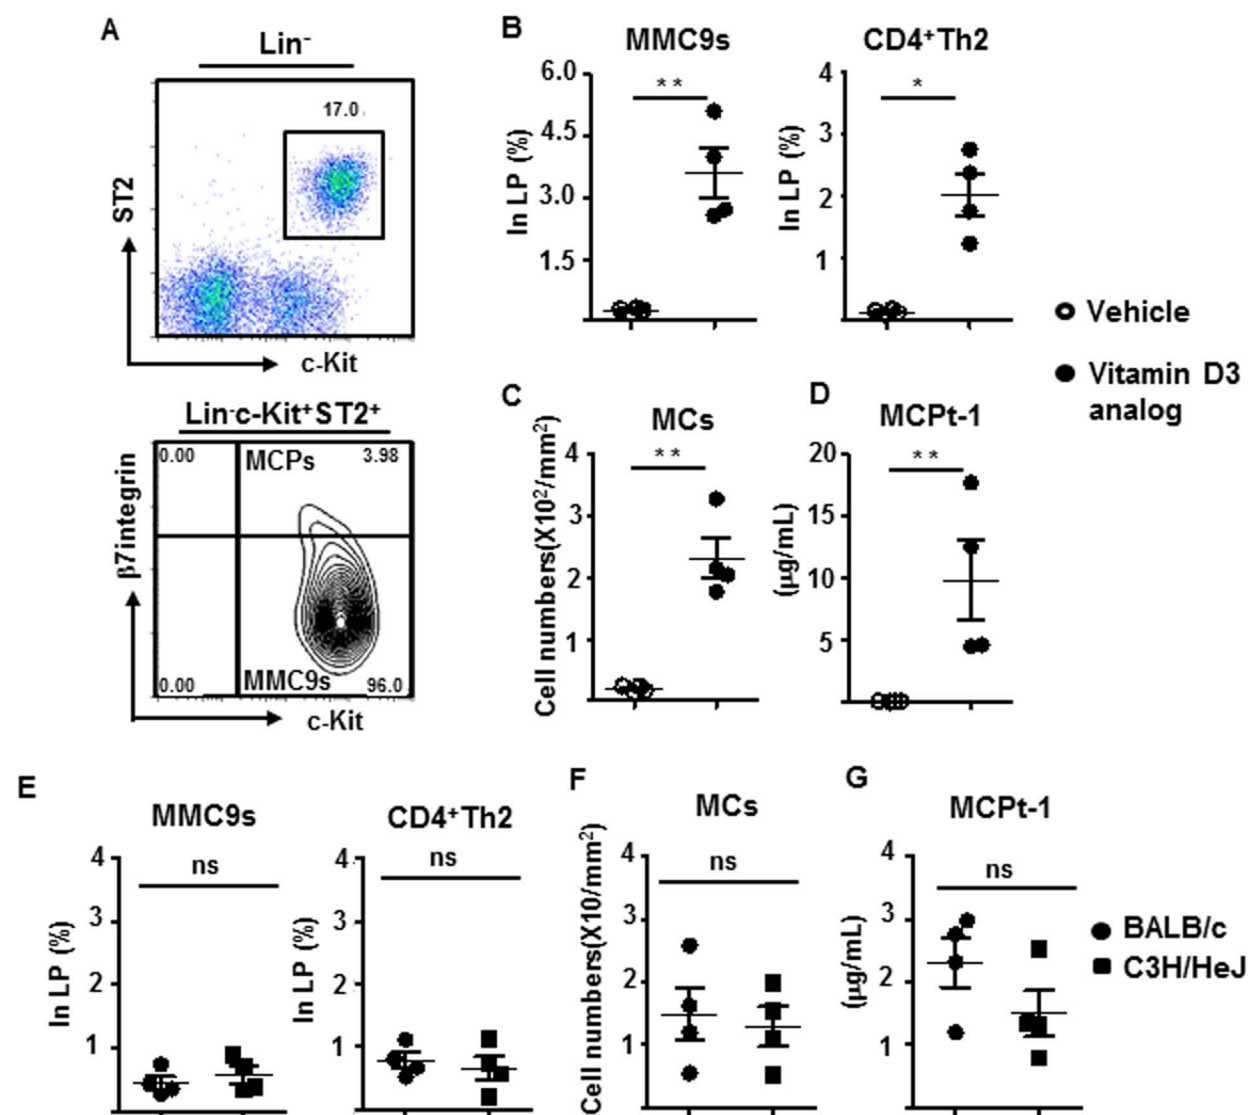 A
Lin-
17.0
ST2
c-Kit
Lin-c-Kit+ST2+
0.00
MCPs
3.98
β7integrin
0.00
MMC9s
96.0
c-Kit
B
MMC9s
**
6.0
4.5
3.0
1.5
In LP (%)
CD4+Th2
*
4
3
2
1
In LP (%)
Vehicle
Vitamin D3
analog
C
MCs
**
4
3
2
1
Cell numbers(X10²/mm²)
D
MCPt-1
**
20
15
10
5
(μg/mL)
E
MMC9s
ns
4
3
2
1
In LP (%)
CD4+Th2
ns
4
3
2
1
In LP (%)
F
MCs
ns
4
3
2
1
Cell numbers(X10/mm²)
G
MCPt-1
ns
4
3
2
1
(μg/mL)
BALB/c
C3H/HeJ